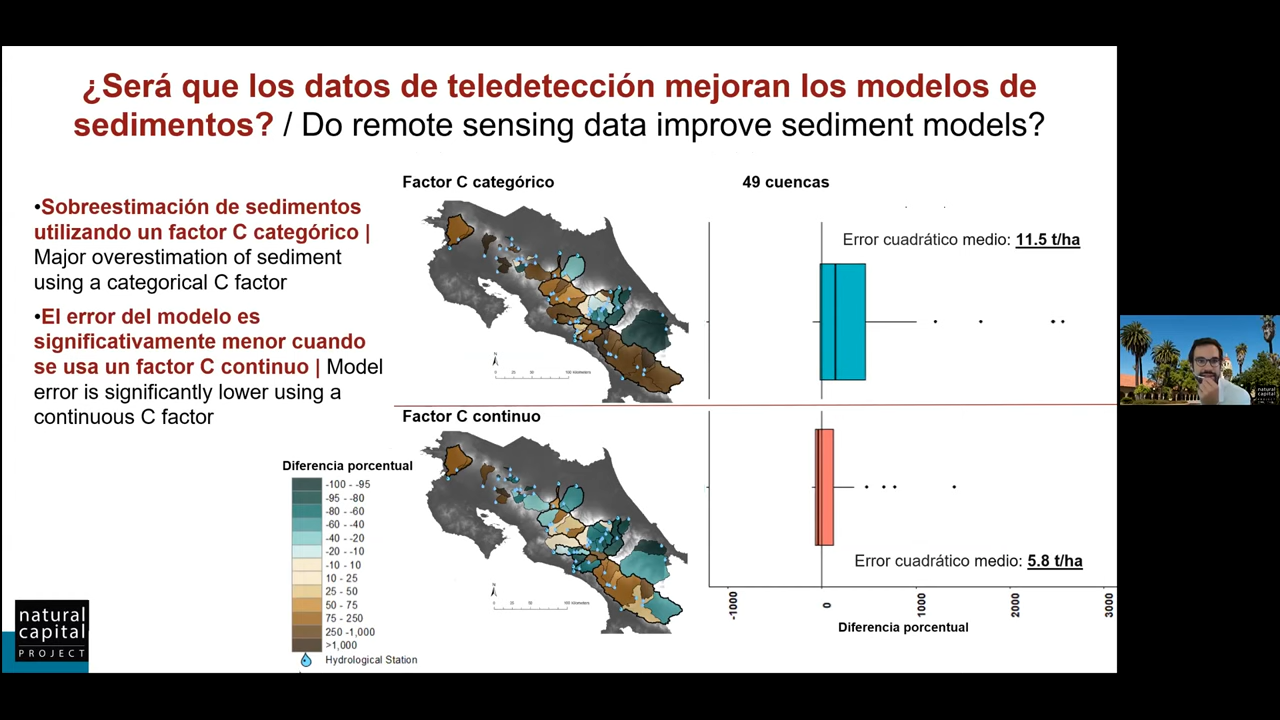 ¿Será que los datos de teledetección mejoran los modelos de
sedimentos? / Do remote sensing data improve sediment models?
•Sobreestimación de sedimentos
utilizando un factor C categórico |
Major overestimation of sediment
using a categorical C factor
•El error del modelo es
significativamente menor cuando
se usa un factor C continuo | Model
error is significantly lower using a
continuous C factor
Factor C categórico
49 cuencas
Error cuadrático medio: 11.5 t/ha
Factor C continuo
Error cuadrático medio: 5.8 t/ha
Diferencia porcentual
-100 - -95
-95 - -80
-80 - -60
-60 - -40
-40 - -20
-20 - -10
-10 - 10
10 - 25
25 - 50
50 - 75
75 - 250
250 -1,000
>1,000
Hydrological Station
-1000
0
1000
2000
3000
Diferencia porcentual
natural
capital
PROJECT
natural
capital